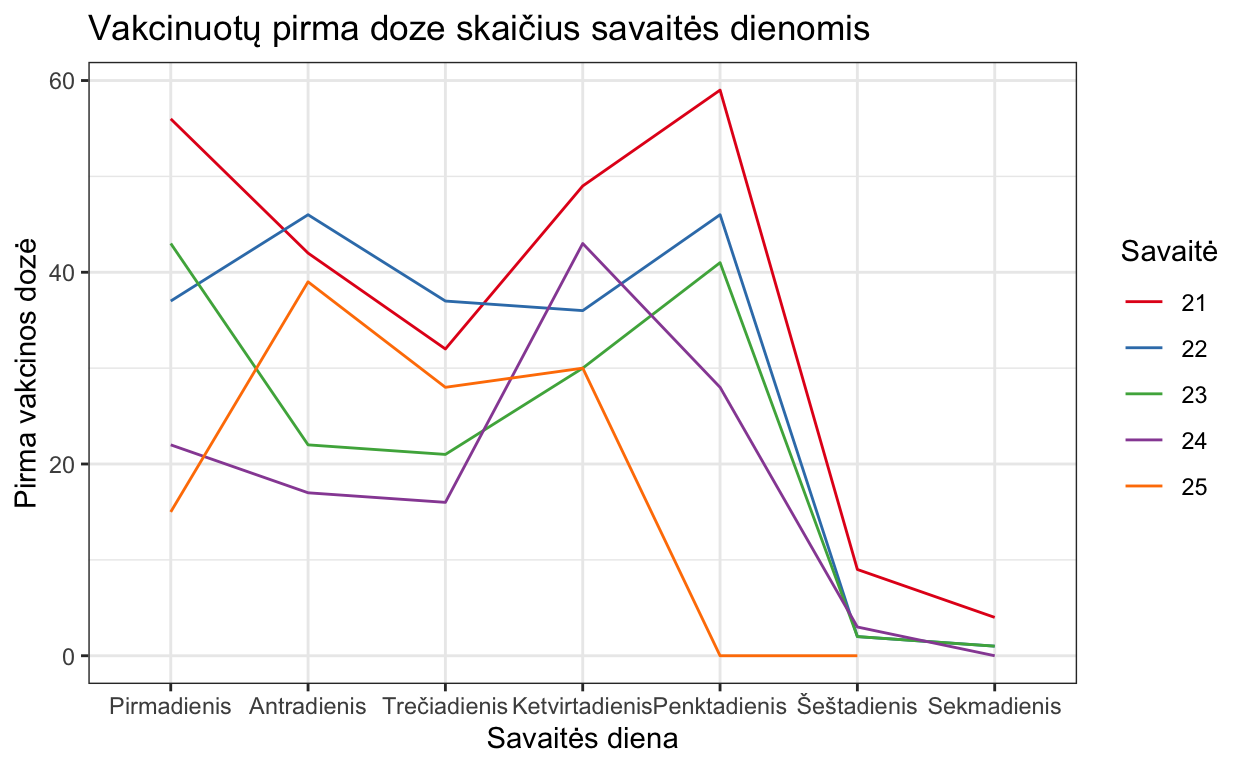 Vakcinuotų pirma doze skaičius savaitės dienomis
Pirma vakcinos dozė
60
40
20
0
Pirmadienis Antradienis Trečiadienis Ketvirtadienis Penktadienis Šeštadienis Sekmadienis
Savaitės diena
Savaitė
21
22
23
24
25